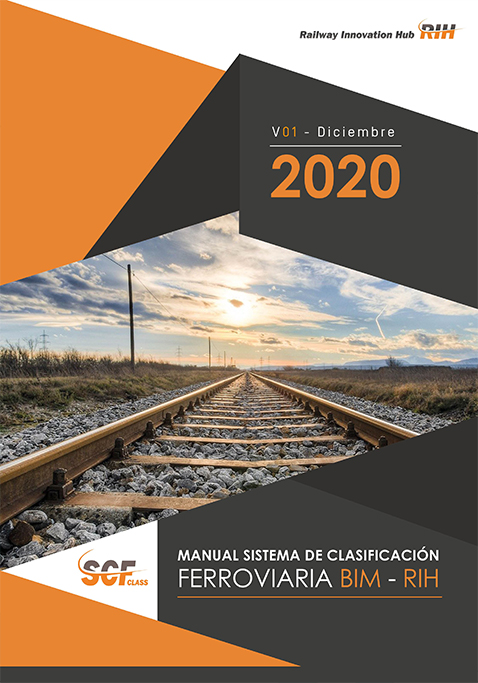 Railway Innovation Hub RIH
V01 - Diciembre
2020
MANUAL SISTEMA DE CLASIFICACIÓN
SCF CLASS
FERROVIARIA BIM - RIH